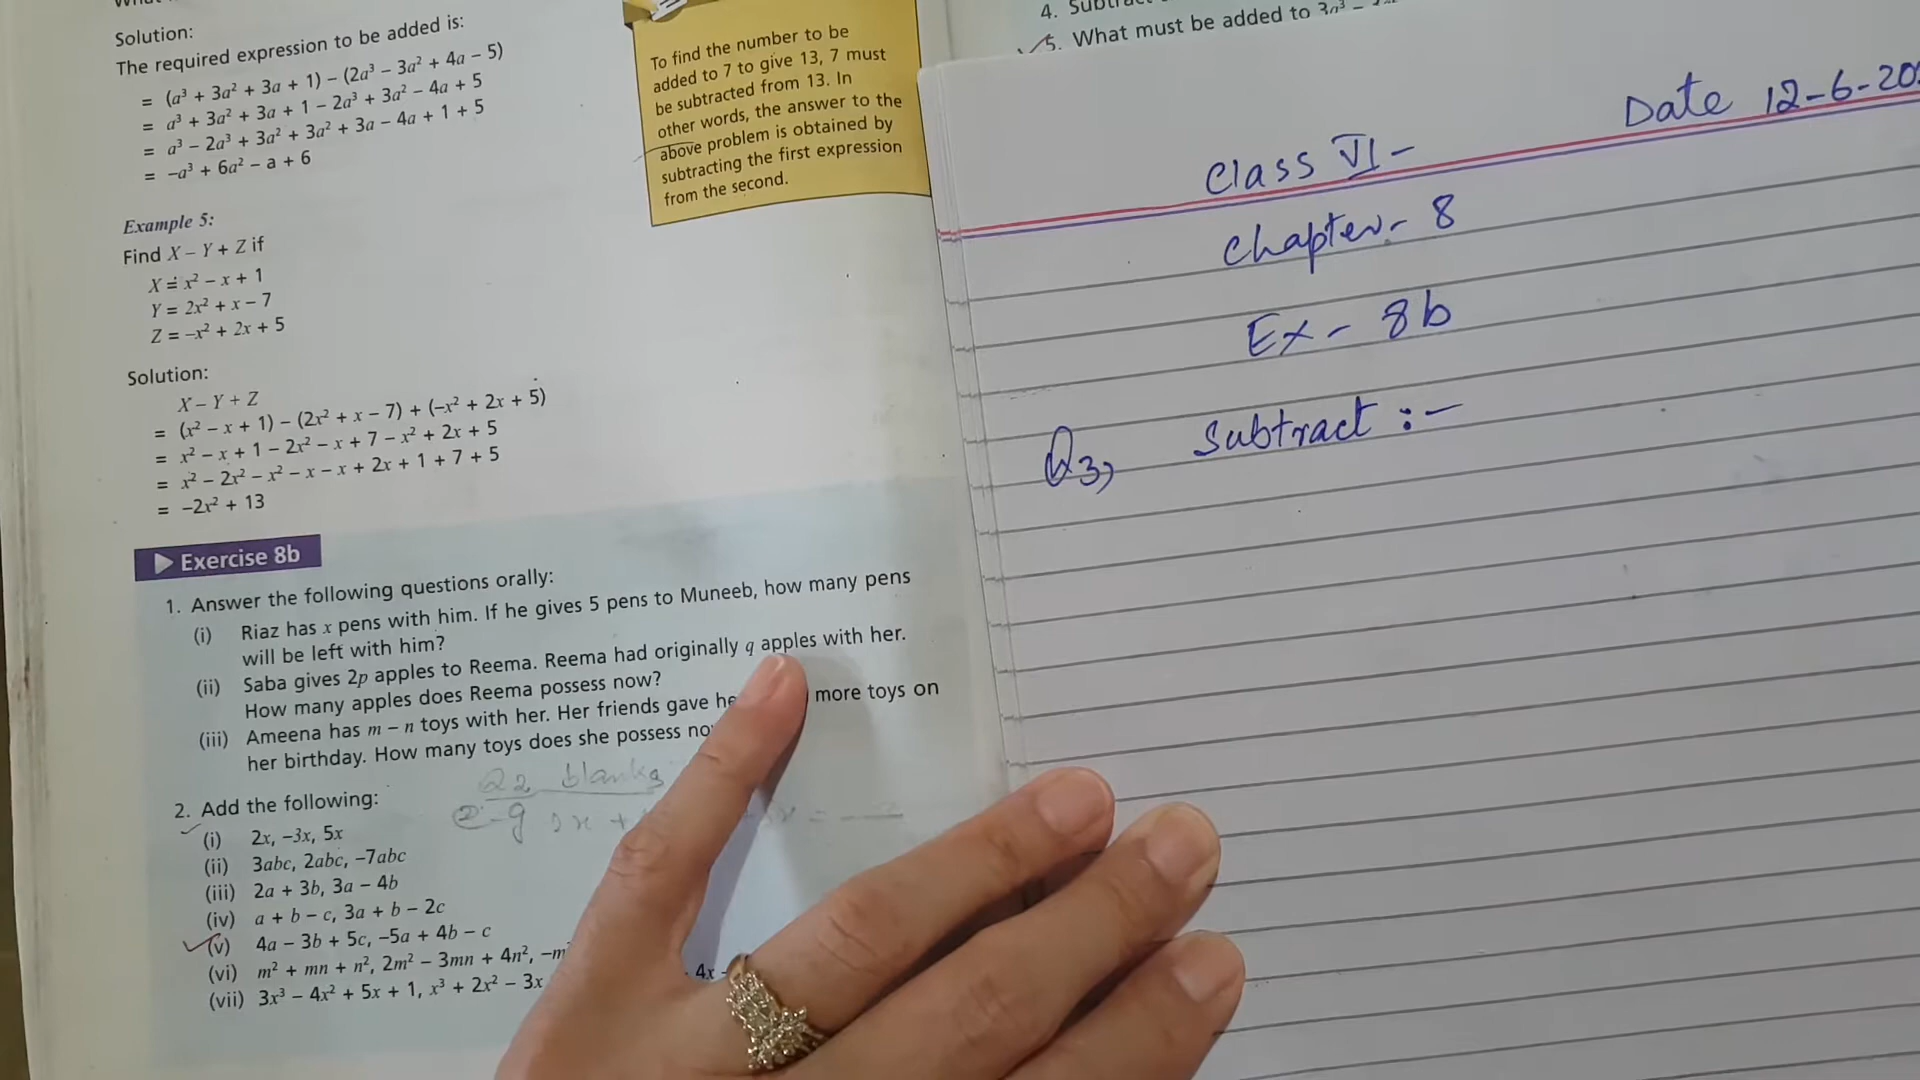 Solution:
The required expression to be added is:
= (a³ + 3a² + 3a + 1) − (2a³ − 3a² + 4a − 5)
= a³ + 3a² + 3a + 1 − 2a³ + 3a² − 4a + 5
= a³ − 2a³ + 3a² + 3a² + 3a − 4a + 1 + 5
= −a³ + 6a² − a + 6
To find the number to be
added to 7 to give 13, 7 must
be subtracted from 13. In
other words, the answer to the
above problem is obtained by
subtracting the first expression
from the second.
Example 5:
Find X − Y + Z if
X = x² − x + 1
Y = 2x² + x − 7
Z = −x² + 2x + 5
Solution:
X − Y + Z
= (x² − x + 1) − (2x² + x − 7) + (−x² + 2x + 5)
= x² − x + 1 − 2x² − x + 7 − x² + 2x + 5
= x² − 2x² − x² − x − x + 2x + 1 + 7 + 5
= −2x² + 13
Exercise 8b
1. Answer the following questions orally:
(i) Riaz has x pens with him. If he gives 5 pens to Muneeb, how many pens
will be left with him?
(ii) Saba gives 2p apples to Reema. Reema had originally q apples with her.
How many apples does Reema possess now?
(iii) Ameena has m − n toys with her. Her friends gave more toys on
her birthday. How many toys does she possess
Q2 blanks
2. Add the following:
(i) 2x, −3x, 5x
(ii) 3abc, 2abc, −7abc
(iii) 2a + 3b, 3a − 4b
(iv) a + b − c, 3a + b − 2c
(v) 4a − 3b + 5c, −5a + 4b − c
(vi) m² + mn + n², 2m² − 3mn + 4n², −m
(vii) 3x³ − 4x² + 5x + 1, x³ + 2x² − 3x 4x
4.
5. What must be added to 3a³ −
Date 12-6-20
Class VI -
Chapter - 8
Ex - 8b
Q3, Subtract :-